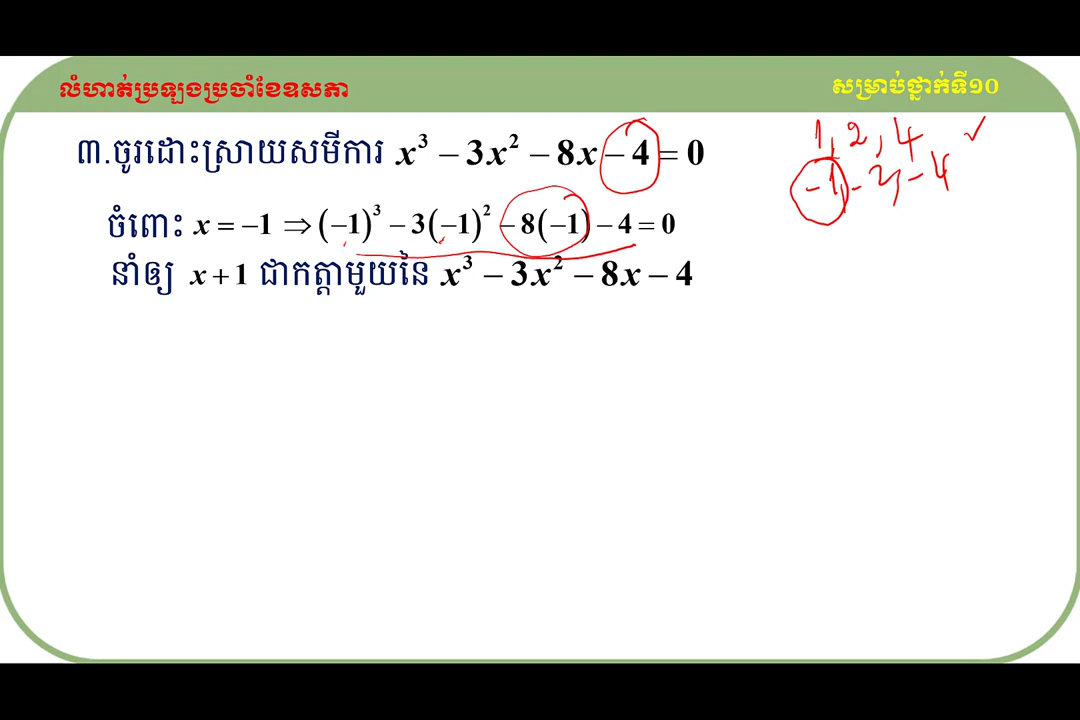 លំហាត់ប្រឡងប្រចាំខែឧសភា
សម្រាប់ថ្នាក់ទី១០
៣.ចូរដោះស្រាយសមីការ x³ − 3x² − 8x − 4 = 0
1, 2, 4 ✓
-1, -2, -4
ចំពោះ x = −1 ⇒ (−1)³ − 3(−1)² − 8(−1) − 4 = 0
នាំឲ្យ x + 1 ជាកត្តាមួយនៃ x³ − 3x² − 8x − 4